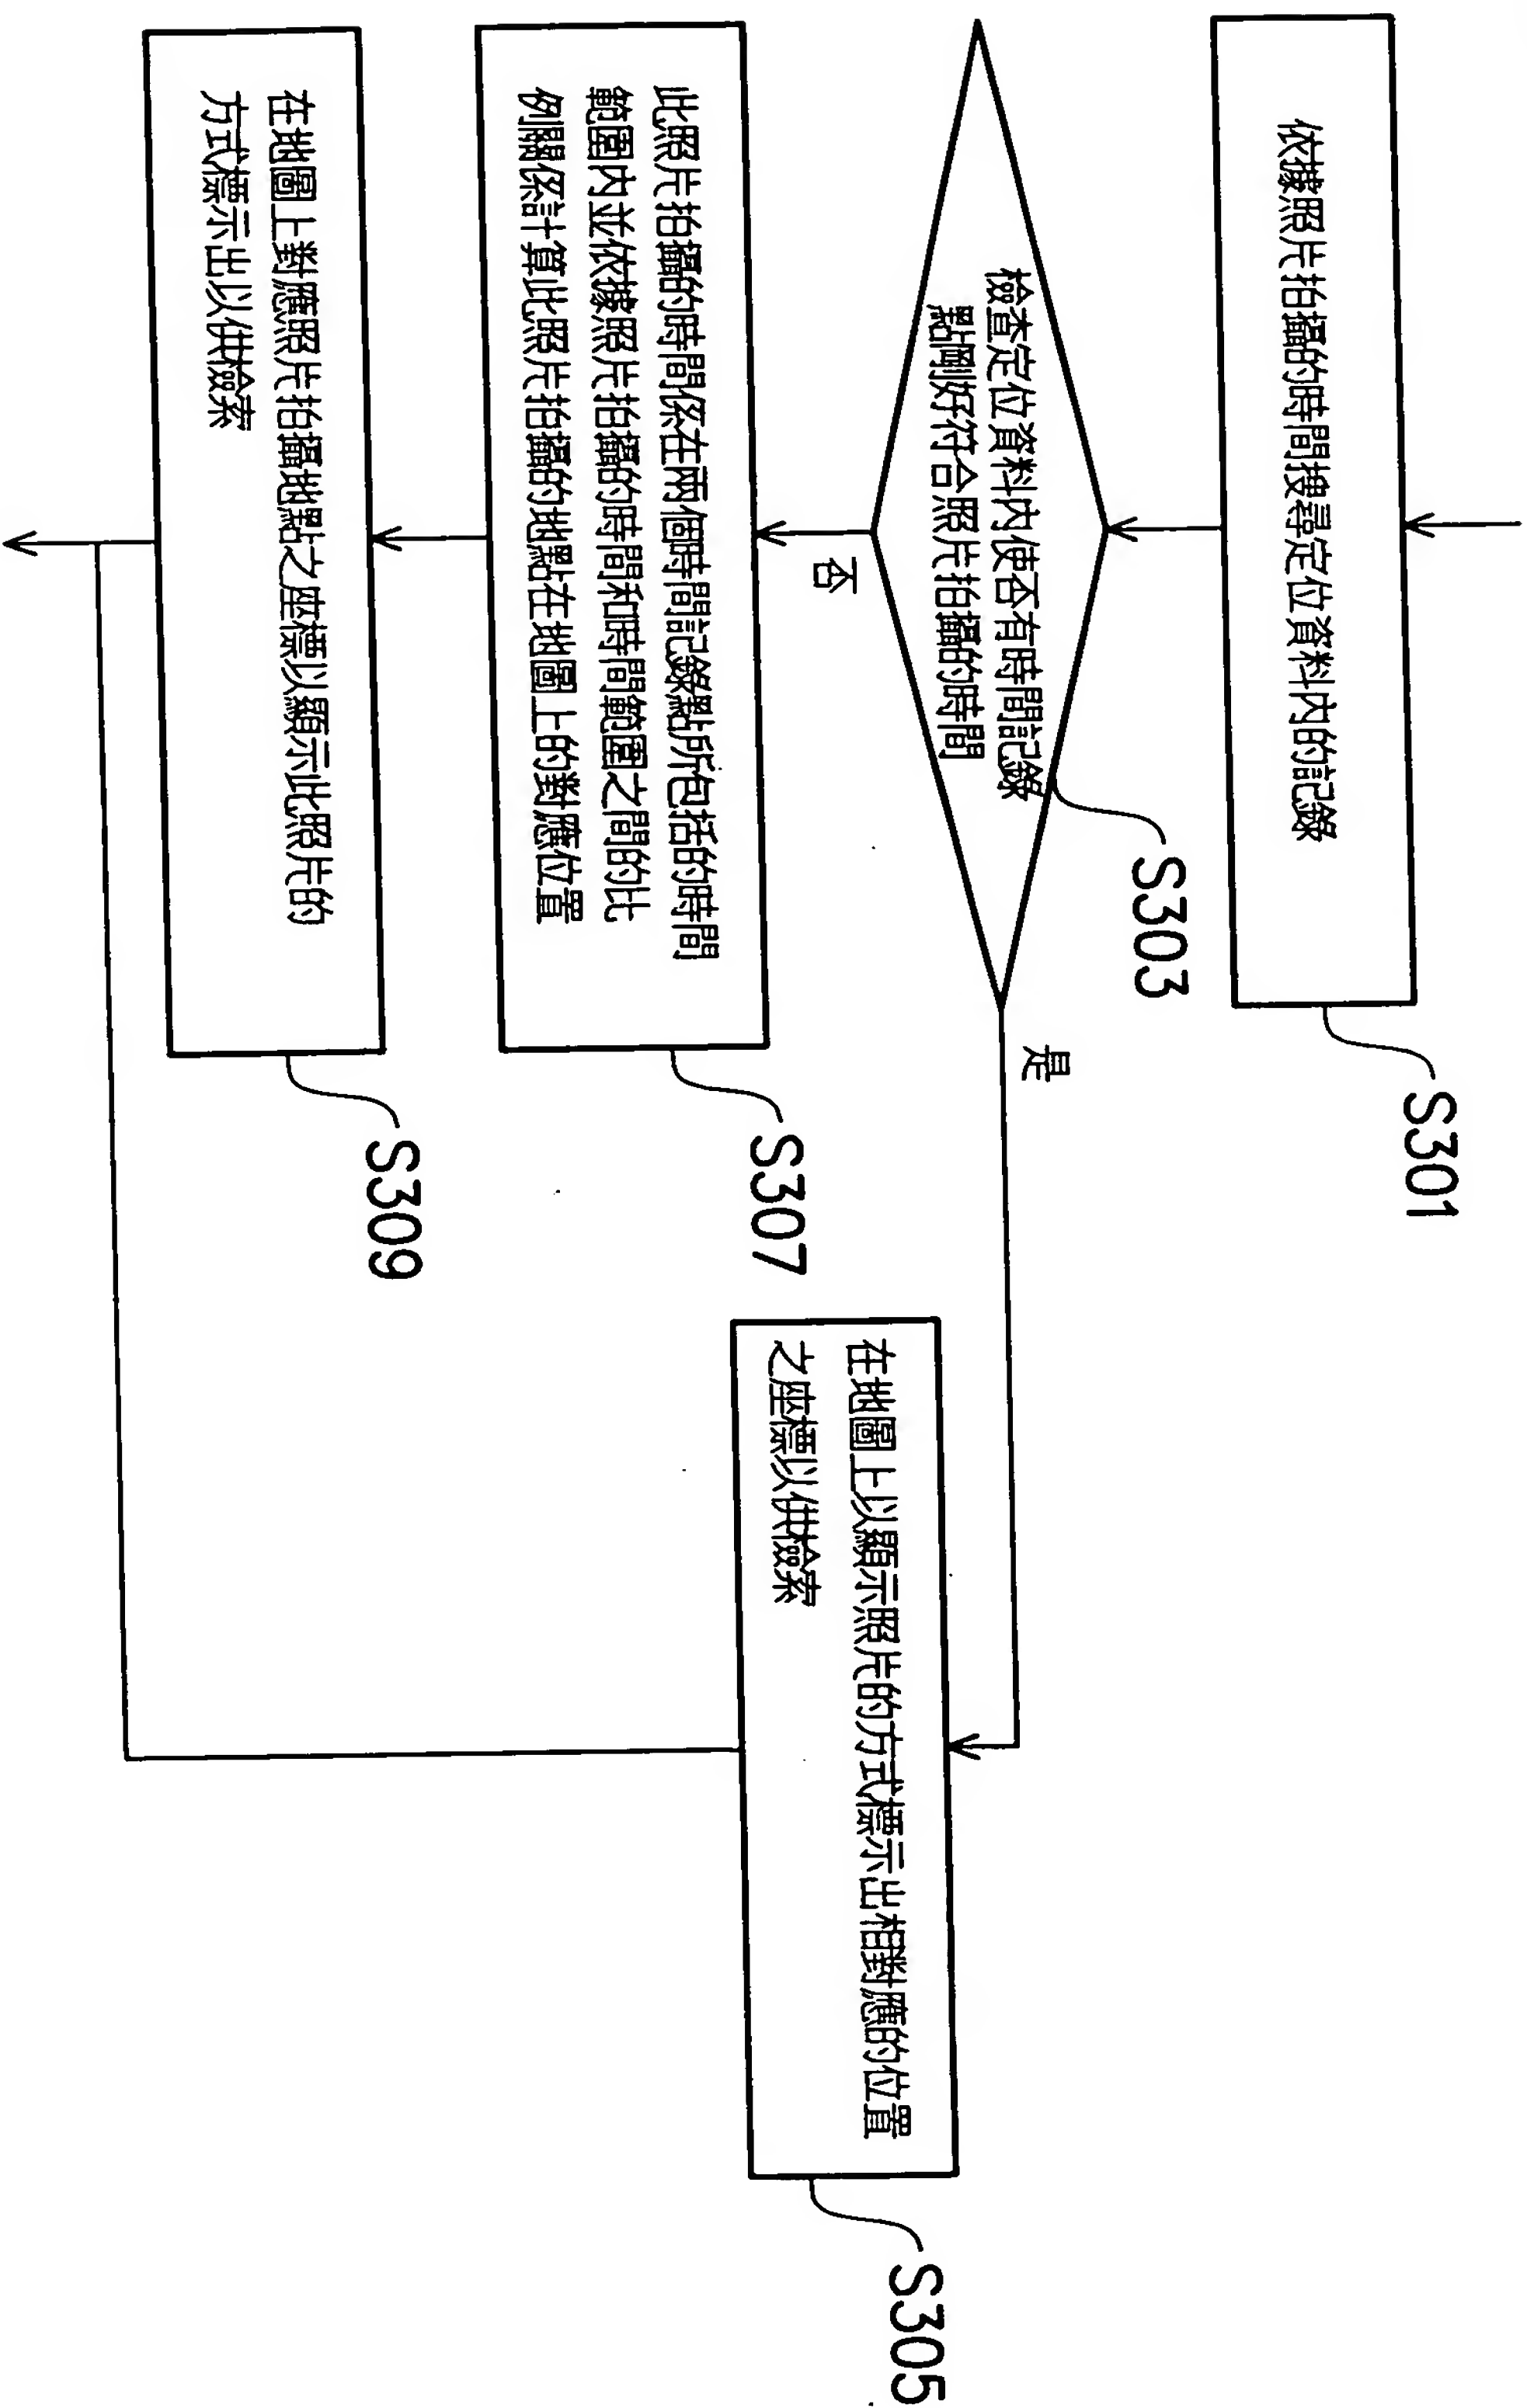 依據照片拍攝的時間搜尋定位資料內的記錄
S301
檢查定位資料內使否有時間記錄
點剛好符合照片拍攝的時間
S303
是
否
在地圖上以顯示照片的方式標示出相對應的位置
之座標以供檢索
S305
此照片拍攝的時間係在兩個時間記錄點所包括的時間
範圍內並依據照片拍攝的時間和時間範圍之間的比
例關係計算此照片拍攝的地點在地圖上的對應位置
S307
在地圖上對應照片拍攝地點之座標以顯示此照片的
方式標示出以供檢索
S309